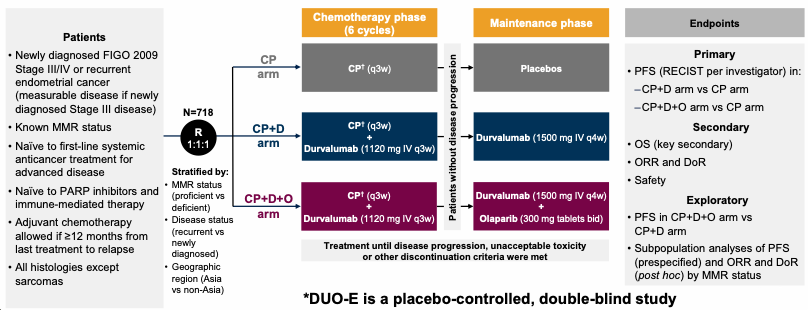 Patients
• Newly diagnosed FIGO 2009
Stage III/IV or recurrent
endometrial cancer
(measurable disease if newly
diagnosed Stage III disease)
• Known MMR status
• Naïve to first-line systemic
anticancer treatment for
advanced disease
• Naïve to PARP inhibitors and
immune-mediated therapy
• Adjuvant chemotherapy
allowed if ≥12 months from
last treatment to relapse
• All histologies except
sarcomas
N=718
R
1:1:1
Stratified by:
• MMR status
(proficient vs
deficient)
• Disease status
(recurrent vs
newly
diagnosed)
• Geographic
region (Asia
vs non-Asia)
CP
arm
CP+D
arm
CP+D+O
arm
Chemotherapy phase
(6 cycles)
CP† (q3w)
CP† (q3w)
+
Durvalumab (1120 mg IV q3w)
CP† (q3w)
+
Durvalumab (1120 mg IV q3w)
Patients without disease progression
Maintenance phase
Placebos
Durvalumab (1500 mg IV q4w)
Durvalumab (1500 mg IV q4w)
+
Olaparib (300 mg tablets bid)
Treatment until disease progression, unacceptable toxicity
or other discontinuation criteria were met
Endpoints
Primary
• PFS (RECIST per investigator) in:
–CP+D arm vs CP arm
–CP+D+O arm vs CP arm
Secondary
• OS (key secondary)
• ORR and DoR
• Safety
Exploratory
• PFS in CP+D+O arm vs
CP+D arm
• Subpopulation analyses of PFS
(prespecified) and ORR and DoR
(post hoc) by MMR status
*DUO-E is a placebo-controlled, double-blind study